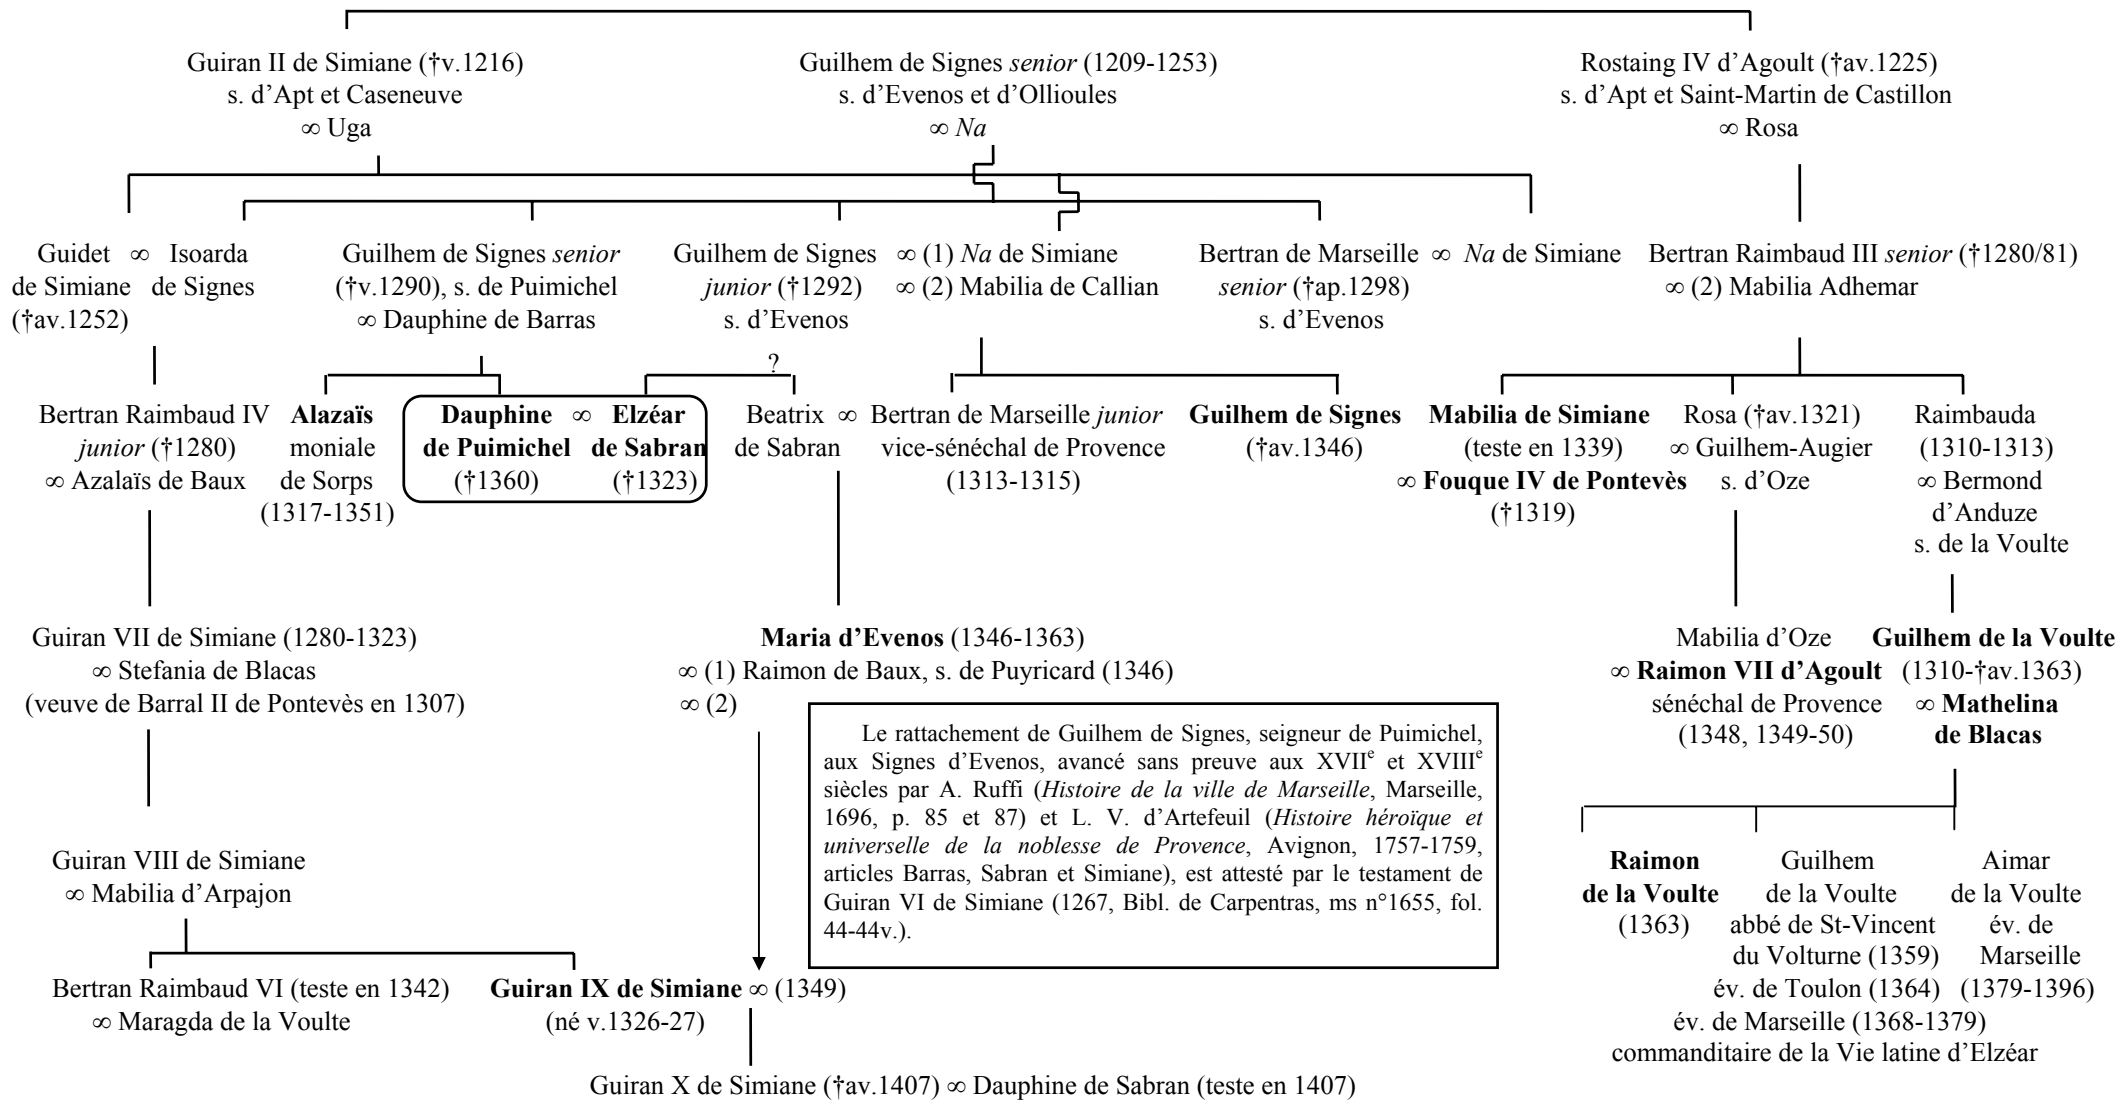 Guiran II de Simiane (†v.1216)
s. d’Apt et Caseneuve
∞ Uga
Guilhem de Signes senior (1209-1253)
s. d’Evenos et d’Ollioules
∞ Na
Rostaing IV d’Agoult (†av.1225)
s. d’Apt et Saint-Martin de Castillon
∞ Rosa
Guidet ∞ Isoarda
de Simiane de Signes
(†av.1252)
Guilhem de Signes senior
(†v.1290), s. de Puimichel
∞ Dauphine de Barras
Guilhem de Signes
junior (†1292)
s. d’Evenos
∞ (1) Na de Simiane
∞ (2) Mabilia de Callian
Bertran de Marseille ∞ Na de Simiane
senior (†ap.1298)
s. d’Evenos
Bertran Raimbaud III senior (†1280/81)
∞ (2) Mabilia Adhemar
?
Bertran Raimbaud IV
junior (†1280)
∞ Azalaïs de Baux
Alazaïs
moniale
de Sorps
(1317-1351)
Dauphine ∞ Elzéar
de Puimichel de Sabran
(†1360) (†1323)
Beatrix ∞
de Sabran
Bertran de Marseille junior
vice-sénéchal de Provence
(1313-1315)
Guilhem de Signes
(†av.1346)
Mabilia de Simiane
(teste en 1339)
∞ Fouque IV de Pontevès
(†1319)
Rosa (†av.1321)
∞ Guilhem-Augier
s. d’Oze
Raimbauda
(1310-1313)
∞ Bermond
d’Anduze
s. de la Voulte
Guiran VII de Simiane (1280-1323)
∞ Stefania de Blacas
(veuve de Barral II de Pontevès en 1307)
Maria d’Evenos (1346-1363)
∞ (1) Raimon de Baux, s. de Puyricard (1346)
∞ (2)
Mabilia d’Oze
∞ Raimon VII d’Agoult
sénéchal de Provence
(1348, 1349-50)
Guilhem de la Voulte
(1310-†av.1363)
∞ Mathelina
de Blacas
Le rattachement de Guilhem de Signes, seigneur de Puimichel,
aux Signes d’Evenos, avancé sans preuve aux XVIIe et XVIIIe
siècles par A. Ruffi (Histoire de la ville de Marseille, Marseille,
1696, p. 85 et 87) et L. V. d’Artefeuil (Histoire héroïque et
universelle de la noblesse de Provence, Avignon, 1757-1759,
articles Barras, Sabran et Simiane), est attesté par le testament de
Guiran VI de Simiane (1267, Bibl. de Carpentras, ms n°1655, fol.
44-44v.).
Guiran VIII de Simiane
∞ Mabilia d’Arpajon
Raimon
de la Voulte
(1363)
Guilhem
de la Voulte
abbé de St-Vincent
du Volturne (1359)
év. de Toulon (1364)
év. de Marseille (1368-1379)
commanditaire de la Vie latine d’Elzéar
Aimar
de la Voulte
év. de
Marseille
(1379-1396)
Bertran Raimbaud VI (teste en 1342)
∞ Maragda de la Voulte
Guiran IX de Simiane ∞ (1349)
(né v.1326-27)
Guiran X de Simiane (†av.1407) ∞ Dauphine de Sabran (teste en 1407)